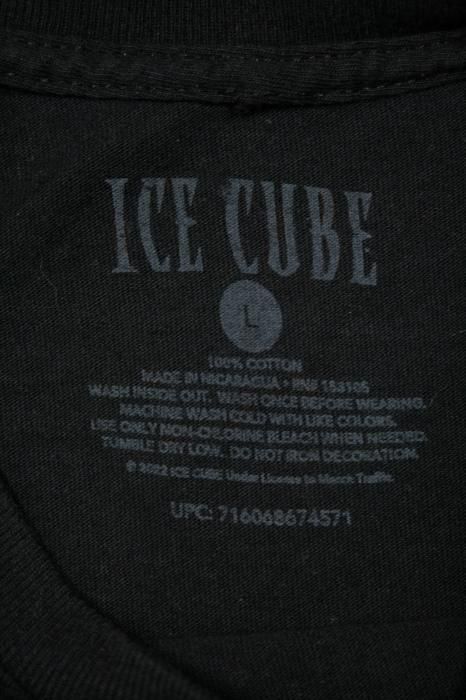 ICE CUBE
L
100% COTTON
MADE IN NICARAGUA • RN# 153105
WASH INSIDE OUT. WASH ONCE BEFORE WEARING.
MACHINE WASH COLD WITH LIKE COLORS.
USE ONLY NON-CHLORINE BLEACH WHEN NEEDED.
TUMBLE DRY LOW. DO NOT IRON DECORATION.
© 2022 ICE CUBE Under License to Merch Traffic.
UPC: 716068674571